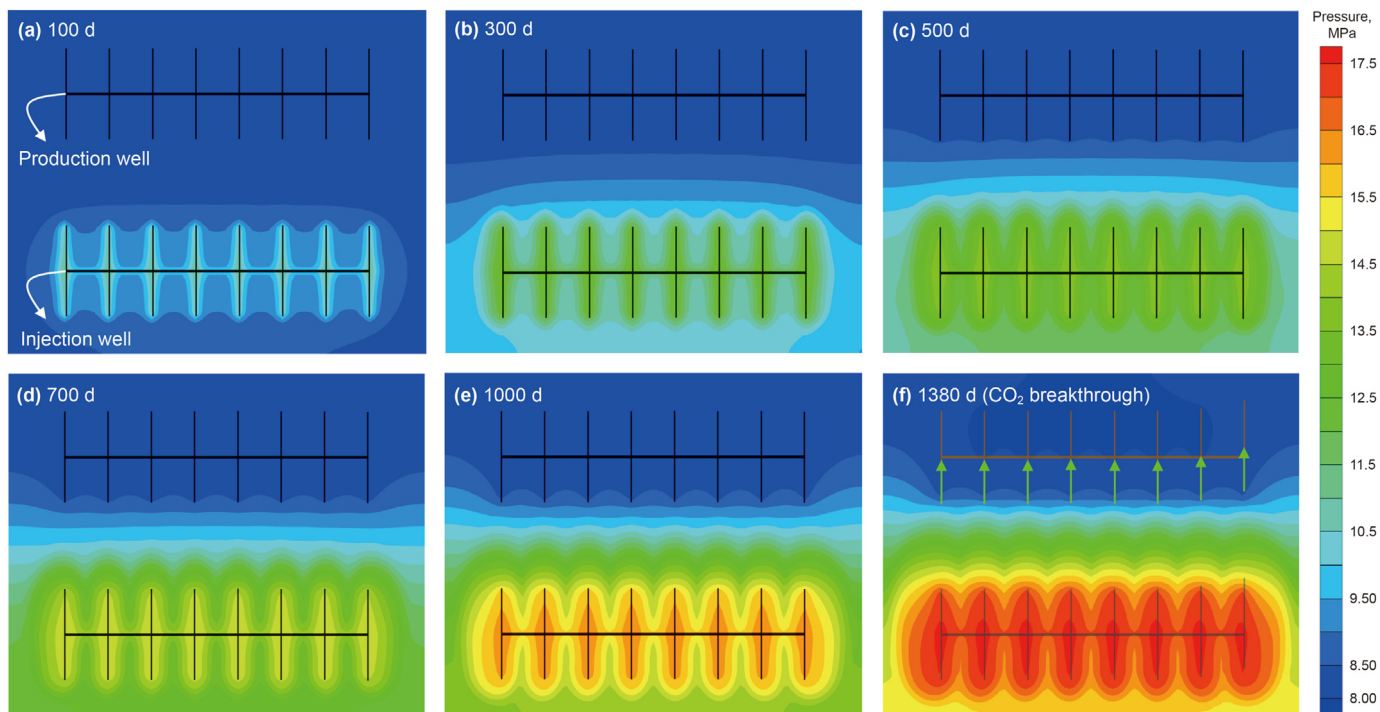 (a) 100 d
Production well
Injection well
(b) 300 d
(c) 500 d
Pressure,
MPa
17.5
16.5
15.5
14.5
13.5
12.5
11.5
10.5
9.50
8.50
8.00
(d) 700 d
(e) 1000 d
(f) 1380 d (CO₂ breakthrough)